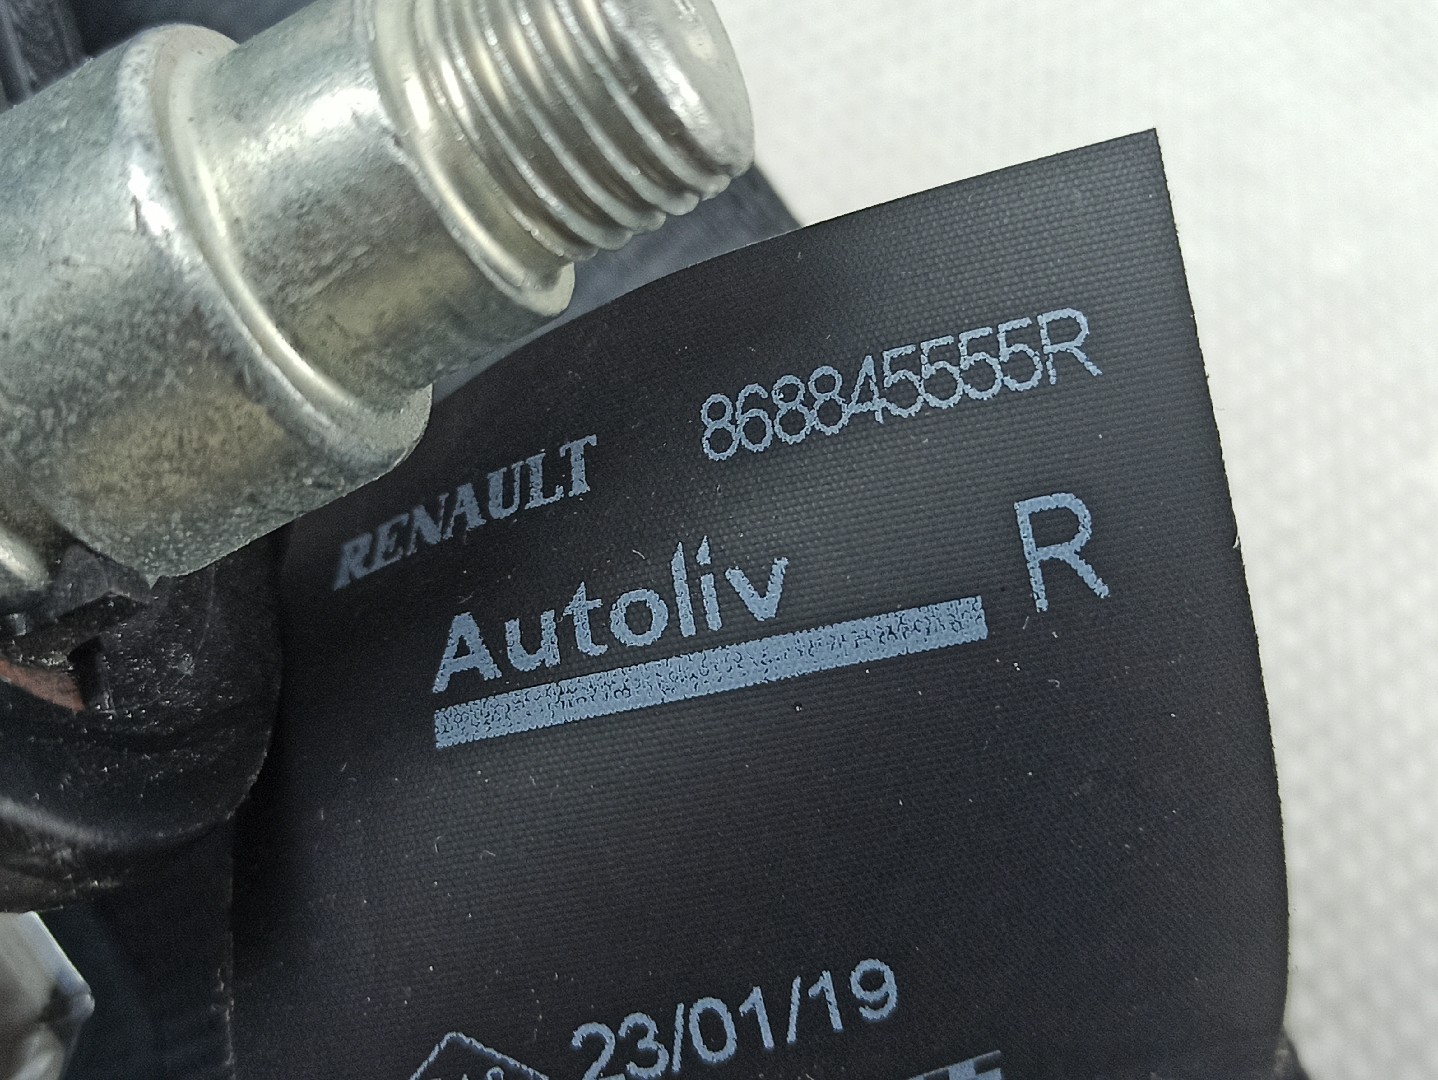 868845555R
RENAULT
Autoliv R
23/01/19